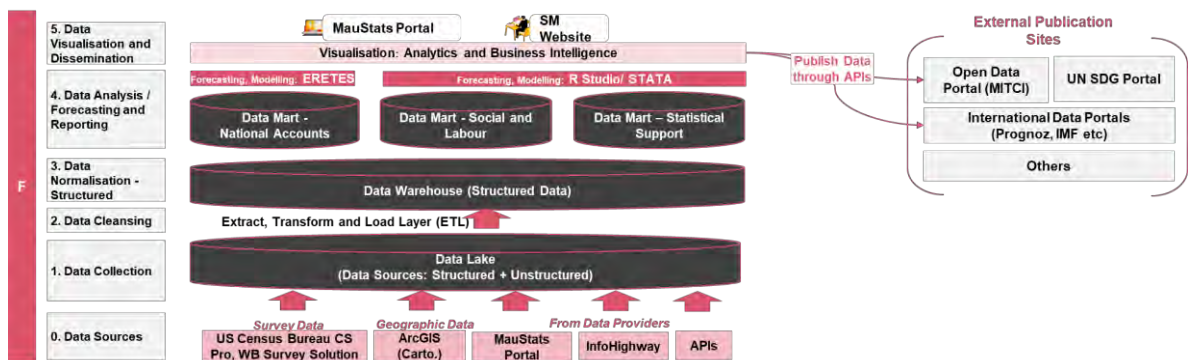 F
5. Data
Visualisation and
Dissemination
4. Data Analysis /
Forecasting and
Reporting
3. Data
Normalisation -
Structured
2. Data Cleansing
1. Data Collection
0. Data Sources
MauStats Portal
SM
Website
Visualisation: Analytics and Business Intelligence
Forecasting, Modelling: ERETES
Forecasting, Modelling: R Studio/ STATA
Data Mart -
National Accounts
Data Mart - Social and
Labour
Data Mart – Statistical
Support
Data Warehouse (Structured Data)
Extract, Transform and Load Layer (ETL)
Data Lake
(Data Sources: Structured + Unstructured)
Survey Data
Geographic Data
From Data Providers
US Census Bureau CS
Pro, WB Survey Solution
ArcGIS
(Carto.)
MauStats
Portal
InfoHighway
APIs
Publish Data
through APIs
External Publication
Sites
Open Data
Portal (MITCI)
UN SDG Portal
International Data Portals
(Prognoz, IMF etc)
Others